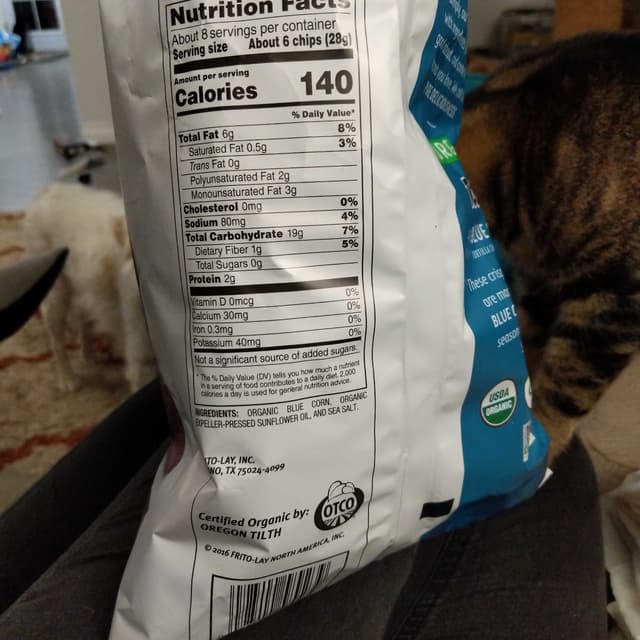 Nutrition Facts
About 8 servings per container
Serving size About 6 chips (28g)
Amount per serving
Calories 140
% Daily Value*
Total Fat 6g 8%
Saturated Fat 0.5g 3%
Trans Fat 0g
Polyunsaturated Fat 2g
Monounsaturated Fat 3g
Cholesterol 0mg 0%
Sodium 80mg 4%
Total Carbohydrate 19g 7%
Dietary Fiber 1g 5%
Total Sugars 0g
Protein 2g
Vitamin D 0mcg 0%
Calcium 30mg 0%
Iron 0.3mg 0%
Potassium 40mg 0%
Not a significant source of added sugars.
* The % Daily Value (DV) tells you how much a nutrient
in a serving of food contributes to a daily diet. 2,000
calories a day is used for general nutrition advice.
INGREDIENTS: ORGANIC BLUE CORN, ORGANIC
EXPELLER-PRESSED SUNFLOWER OIL, AND SEA SALT.
TO-LAY, INC.
NO, TX 75024-4099
Certified Organic by:
OREGON TILTH
OTCO
© 2016 FRITO-LAY NORTH AMERICA, INC.
These cris
are ma
BLUE C
season
USDA
ORGANIC